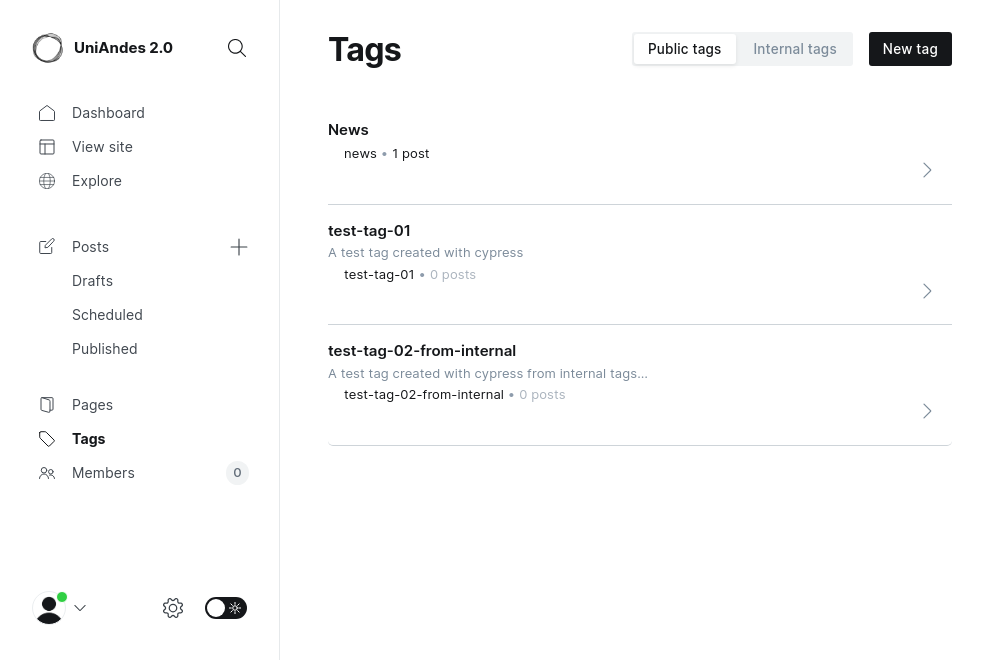 UniAndes 2.0
Dashboard
View site
Explore
Posts
Drafts
Scheduled
Published
Pages
Tags
Members 0
Tags
Public tags Internal tags New tag
News
news • 1 post
test-tag-01
A test tag created with cypress
test-tag-01 • 0 posts
test-tag-02-from-internal
A test tag created with cypress from internal tags...
test-tag-02-from-internal • 0 posts